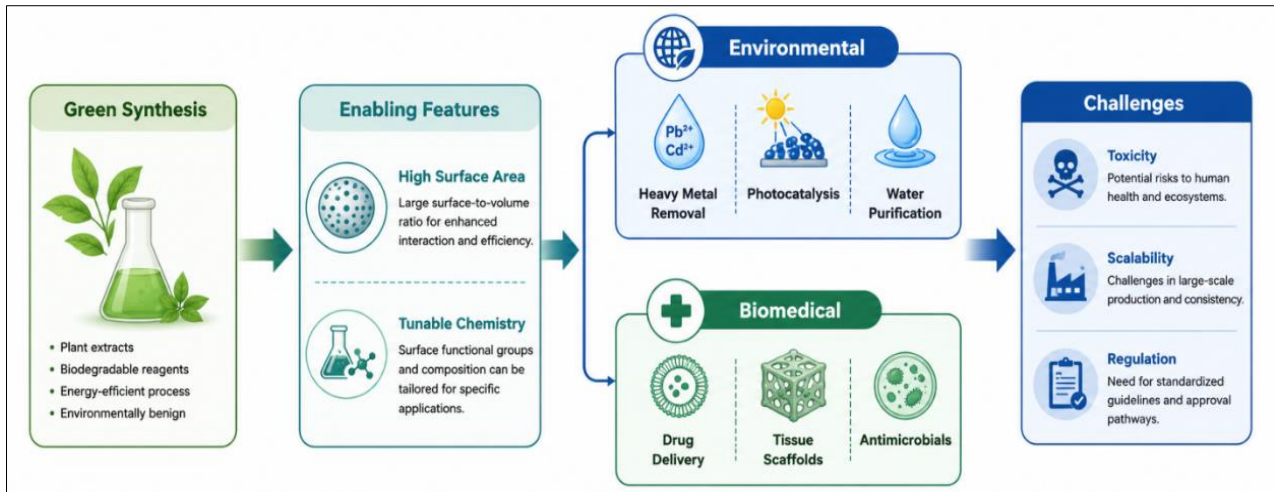 Green Synthesis
• Plant extracts
• Biodegradable reagents
• Energy-efficient process
• Environmentally benign
Enabling Features
High Surface Area
Large surface-to-volume
ratio for enhanced
interaction and efficiency.
Tunable Chemistry
Surface functional groups
and composition can be
tailored for specific
applications.
Environmental
Pb²⁺
Cd²⁺
Heavy Metal
Removal
Photocatalysis
Water
Purification
Biomedical
Drug
Delivery
Tissue
Scaffolds
Antimicrobials
Challenges
Toxicity
Potential risks to human
health and ecosystems.
Scalability
Challenges in large-scale
production and consistency.
Regulation
Need for standardized
guidelines and approval
pathways.